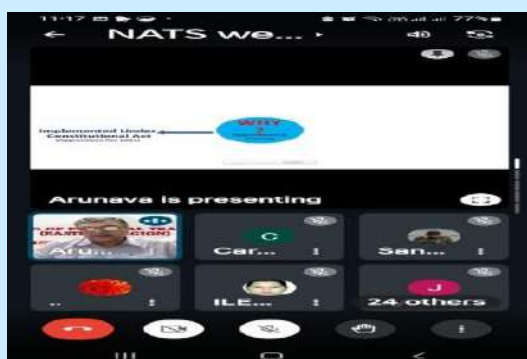 11:17
77%
NATS we...
Implemented Under
Constitutional Act
WHY
?
Arunava is presenting
Aru...
C
Car...
San...
..
ILE...
J
24 others